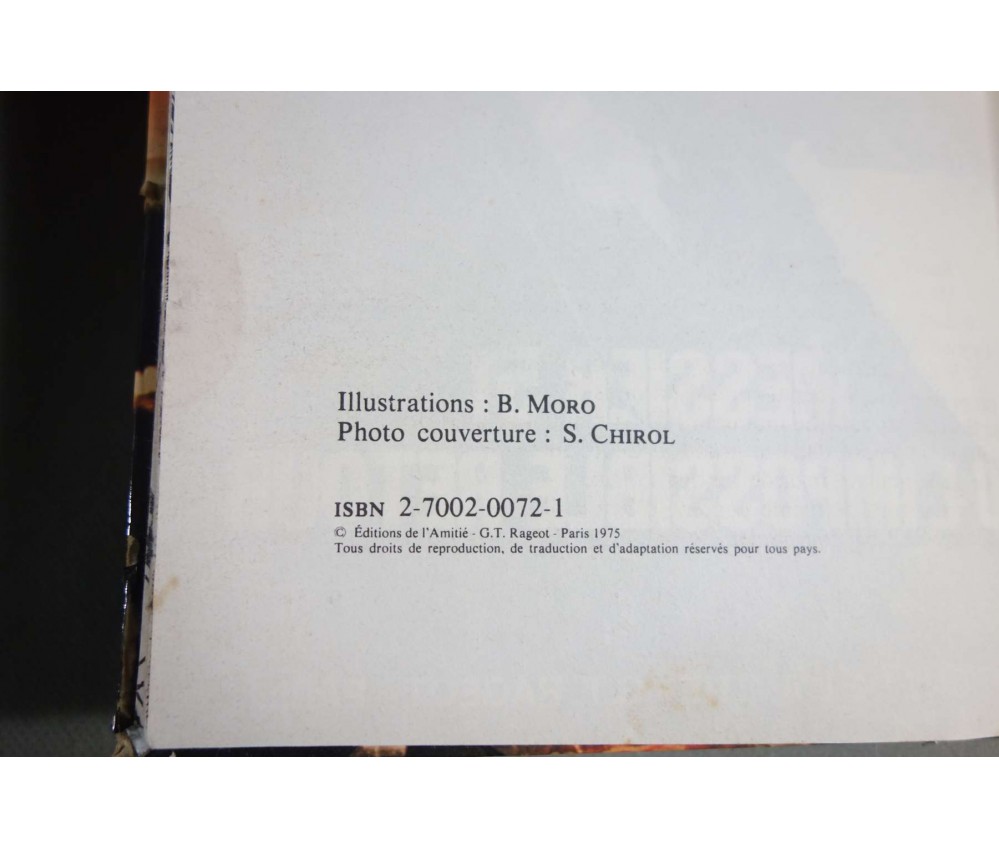 Illustrations : B. MORO
Photo couverture : S. CHIROL
ISBN 2-7002-0072-1
© Éditions de l'Amitié - G.T. Rageot - Paris 1975
Tous droits de reproduction, de traduction et d'adaptation réservés pour tous pays.